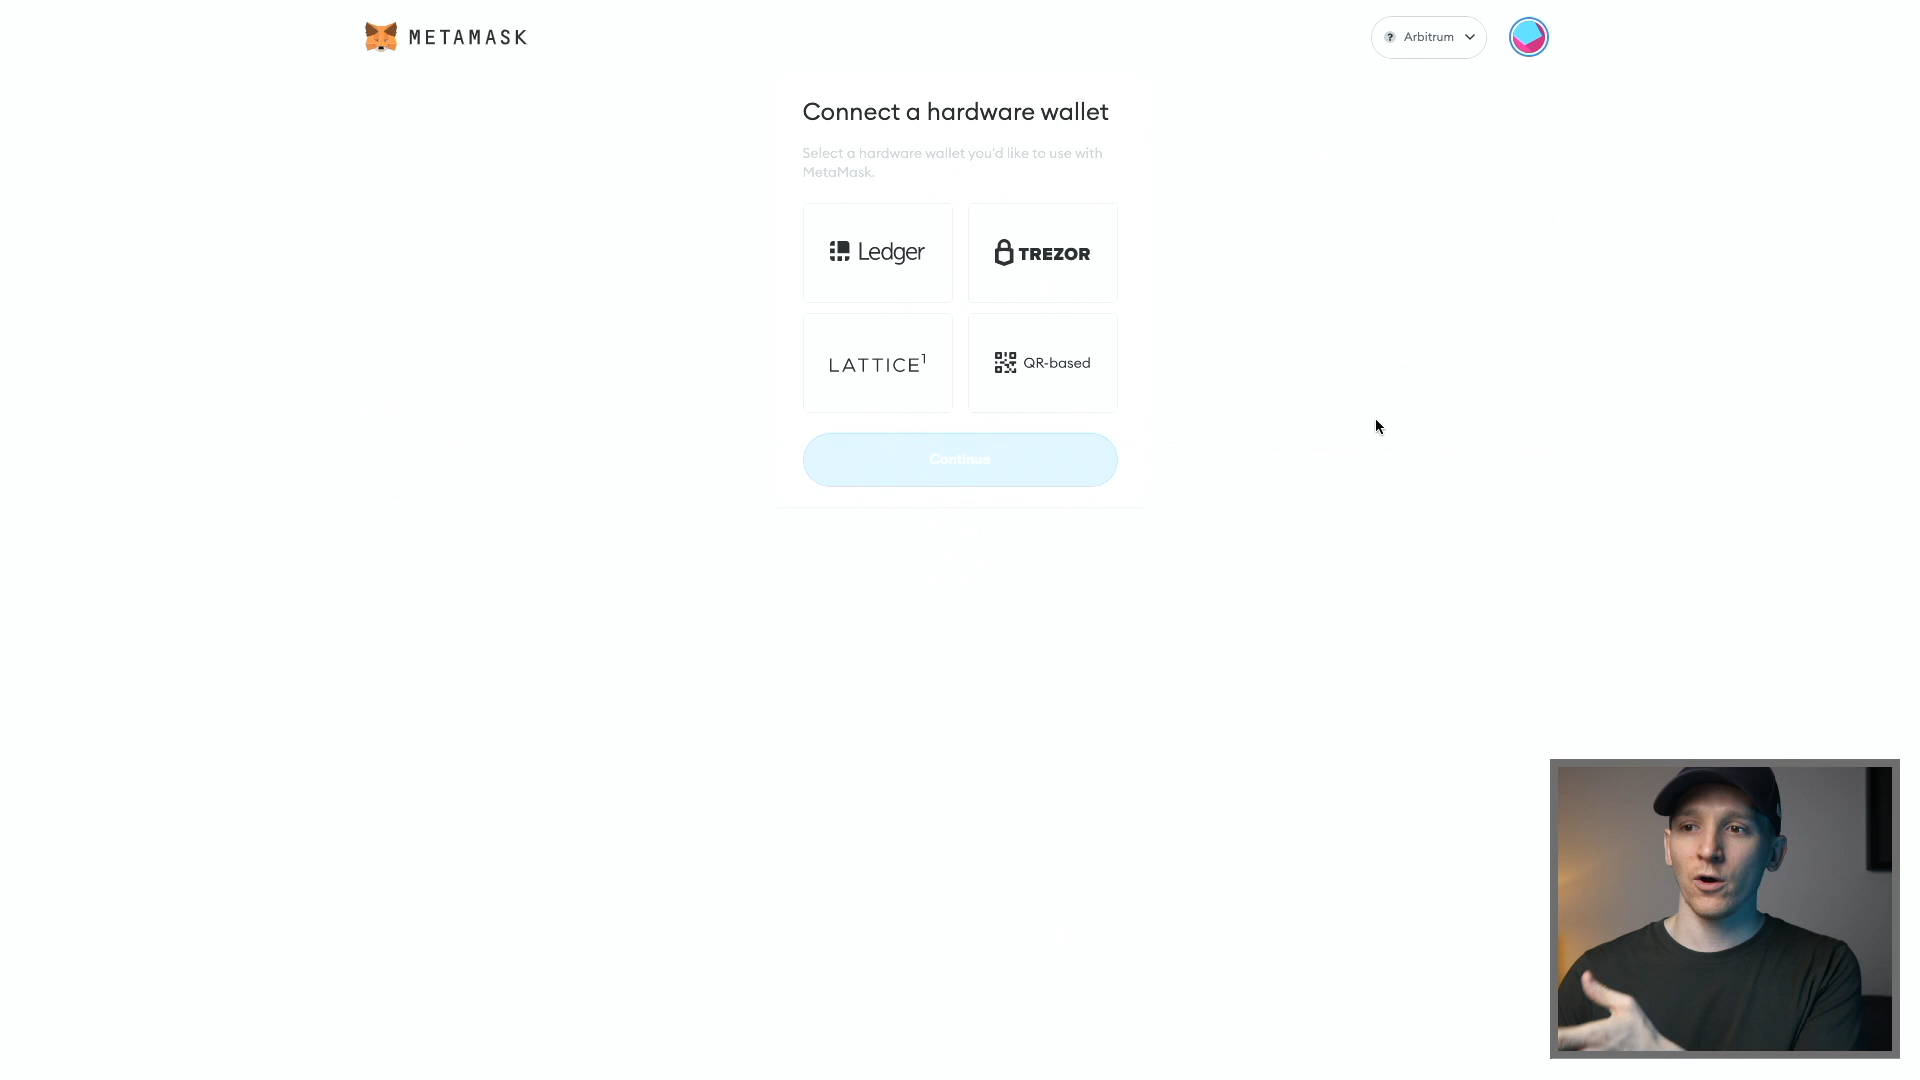 METAMASK
? Arbitrum
Connect a hardware wallet
Select a hardware wallet you'd like to use with
MetaMask.
Ledger
TREZOR
LATTICE1
QR-based
Continue